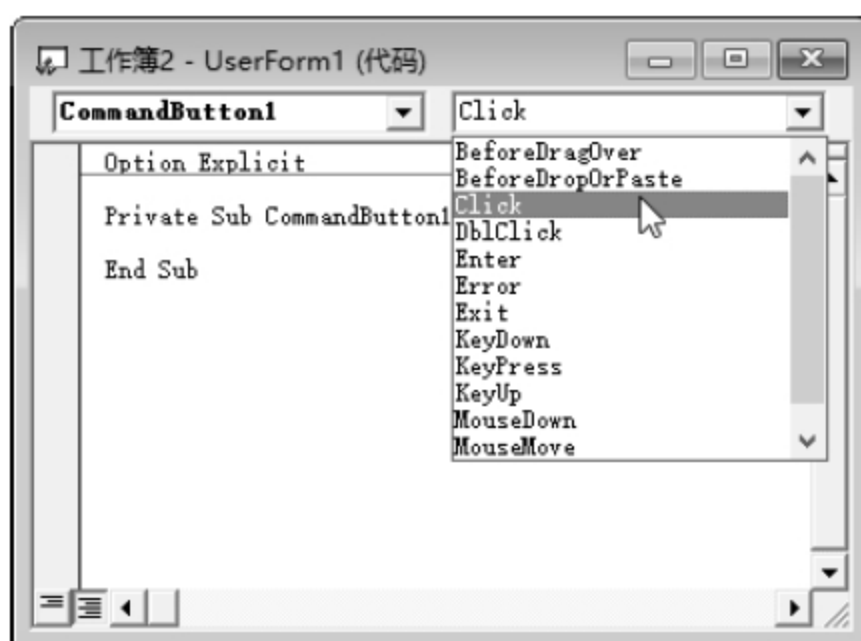 工作簿2 - UserForm1 (代码)
CommandButton1
Click
Option Explicit
Private Sub CommandButton1
End Sub
BeforeDragOver
BeforeDropOrPaste
Click
DblClick
Enter
Error
Exit
KeyDown
KeyPress
KeyUp
MouseDown
MouseMove